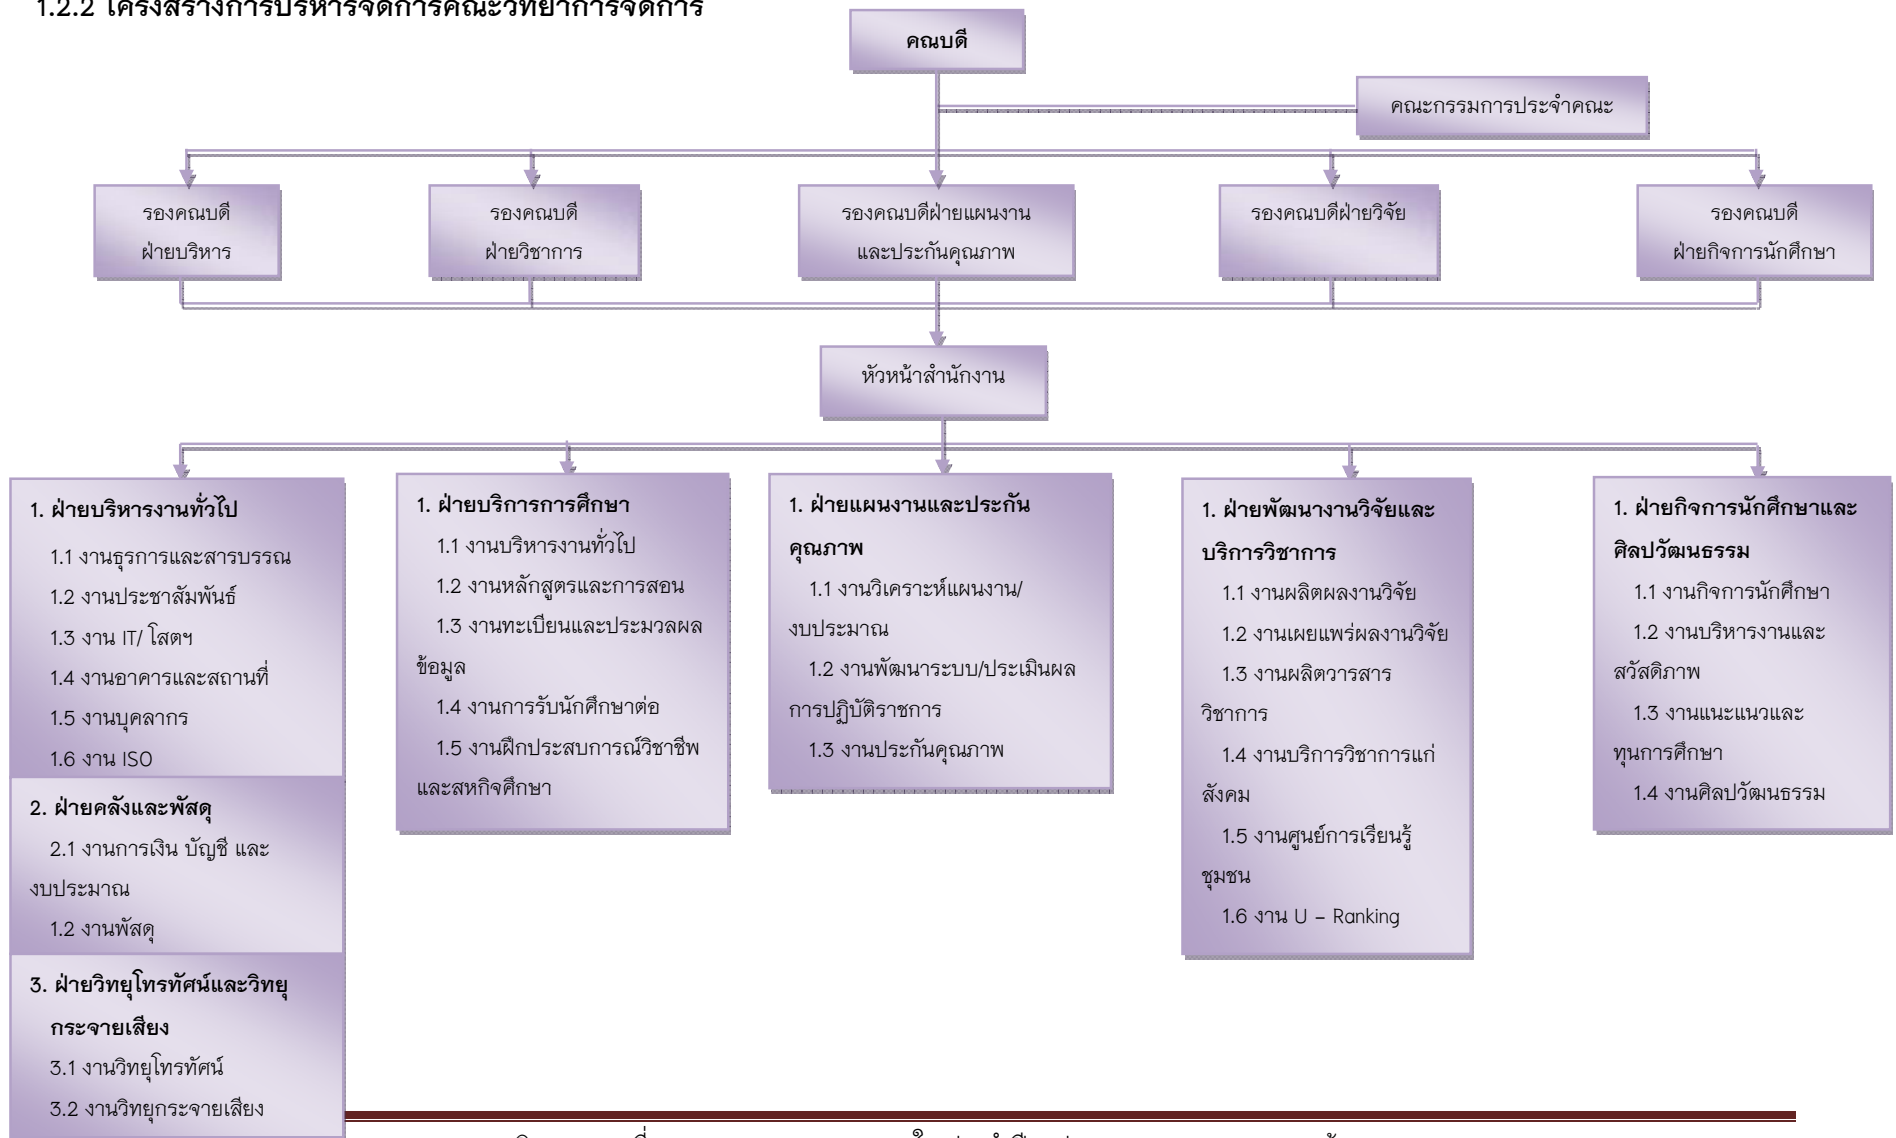 1.2.2 โครงสร้างการบริหารจัดการคณะวิทยาการจัดการ
คณบดี
คณะกรรมการประจำคณะ
รองคณบดี
ฝ่ายบริหาร
รองคณบดี
ฝ่ายวิชาการ
รองคณบดีฝ่ายแผนงาน
และประกันคุณภาพ
รองคณบดีฝ่ายวิจัย
รองคณบดี
ฝ่ายกิจการนักศึกษา
หัวหน้าสำนักงาน
1. ฝ่ายบริหารงานทั่วไป
1.1 งานธุรการและสารบรรณ
1.2 งานประชาสัมพันธ์
1.3 งาน IT/ โสตฯ
1.4 งานอาคารและสถานที่
1.5 งานบุคลากร
1.6 งาน ISO
2. ฝ่ายคลังและพัสดุ
2.1 งานการเงิน บัญชี และ
งบประมาณ
1.2 งานพัสดุ
3. ฝ่ายวิทยุโทรทัศน์และวิทยุ
กระจายเสียง
3.1 งานวิทยุโทรทัศน์
3.2 งานวิทยุกระจายเสียง
1. ฝ่ายบริการการศึกษา
1.1 งานบริหารงานทั่วไป
1.2 งานหลักสูตรและการสอน
1.3 งานทะเบียนและประมวลผล
ข้อมูล
1.4 งานการรับนักศึกษาต่อ
1.5 งานฝึกประสบการณ์วิชาชีพ
และสหกิจศึกษา
1. ฝ่ายแผนงานและประกัน
คุณภาพ
1.1 งานวิเคราะห์แผนงาน/
งบประมาณ
1.2 งานพัฒนาระบบ/ประเมินผล
การปฏิบัติราชการ
1.3 งานประกันคุณภาพ
1. ฝ่ายพัฒนางานวิจัยและ
บริการวิชาการ
1.1 งานผลิตผลงานวิจัย
1.2 งานเผยแพร่ผลงานวิจัย
1.3 งานผลิตวารสาร
วิชาการ
1.4 งานบริการวิชาการแก่
สังคม
1.5 งานศูนย์การเรียนรู้
ชุมชน
1.6 งาน U – Ranking
1. ฝ่ายกิจการนักศึกษาและ
ศิลปวัฒนธรรม
1.1 งานกิจการนักศึกษา
1.2 งานบริหารงานและ
สวัสดิภาพ
1.3 งานแนะแนวและ
ทุนการศึกษา
1.4 งานศิลปวัฒนธรรม